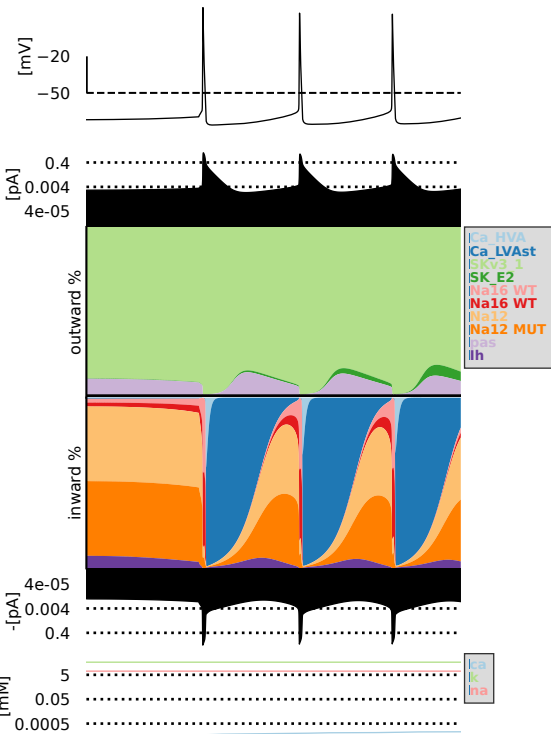 [mV]
−20
−50
[pA]
0.4
0.004
4e-05
outward %
Ca_HVA
Ca_LVAst
SKv3_1
SK_E2
Na16 WT
Na16 WT
Na12
Na12 MUT
pas
Ih
inward %
-[pA]
4e-05
0.004
0.4
[mM]
5
0.05
0.0005
ca
k
na